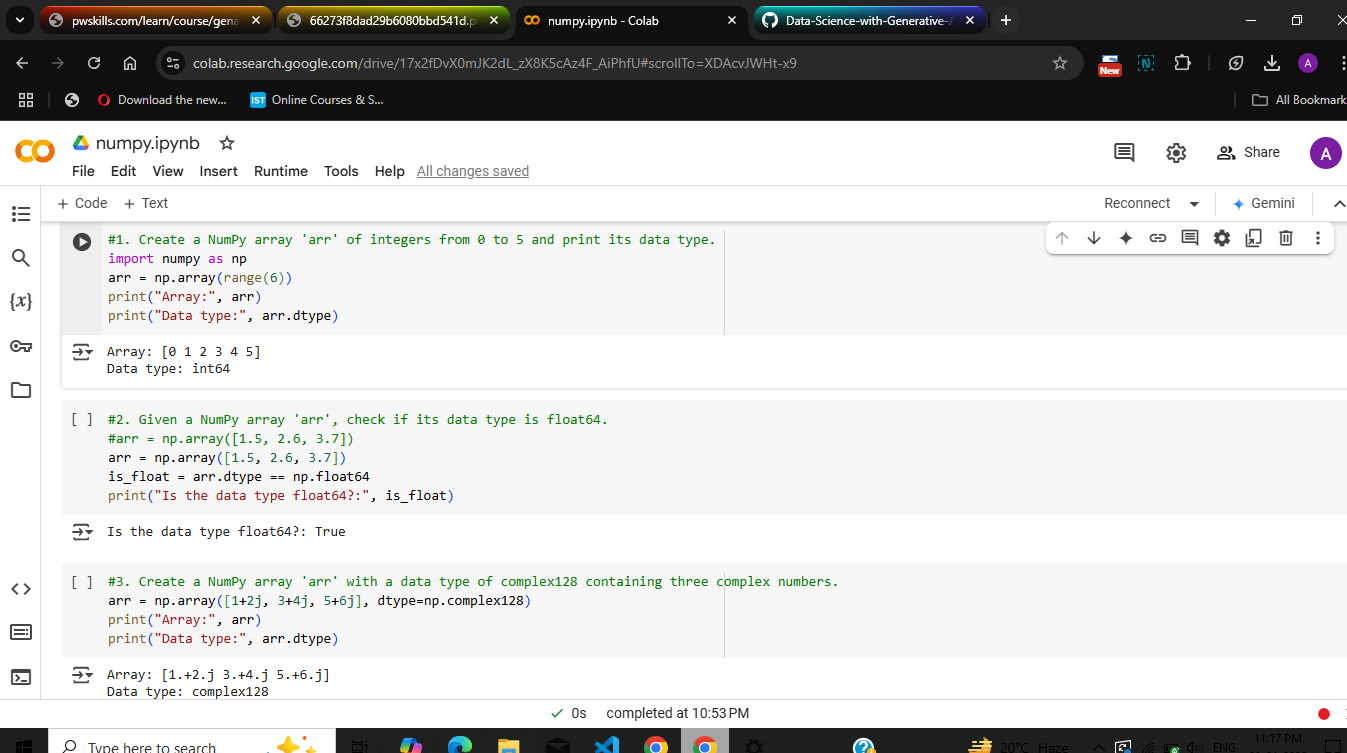 pwskills.com/learn/course/gena
66273f8dad29b6080bbd541d.p
numpy.ipynb - Colab
Data-Science-with-Generative-
colab.research.google.com/drive/17x2fDvX0mJK2dL_zX8K5cAz4F_AiPhfU#scrollTo=XDAcvJWHt-x9
New
N
A
Download the new...
IST
Online Courses & S...
All Bookmark
numpy.ipynb
File Edit View Insert Runtime Tools Help All changes saved
Share
A
+ Code + Text
Reconnect
Gemini
#1. Create a NumPy array 'arr' of integers from 0 to 5 and print its data type.
import numpy as np
arr = np.array(range(6))
print("Array:", arr)
print("Data type:", arr.dtype)
Array: [0 1 2 3 4 5]
Data type: int64
{x}
[ ] #2. Given a NumPy array 'arr', check if its data type is float64.
#arr = np.array([1.5, 2.6, 3.7])
arr = np.array([1.5, 2.6, 3.7])
is_float = arr.dtype == np.float64
print("Is the data type float64?:", is_float)
Is the data type float64?: True
[ ] #3. Create a NumPy array 'arr' with a data type of complex128 containing three complex numbers.
arr = np.array([1+2j, 3+4j, 5+6j], dtype=np.complex128)
print("Array:", arr)
print("Data type:", arr.dtype)
Array: [1.+2.j 3.+4.j 5.+6.j]
Data type: complex128
0s completed at 10:53 PM
Type here to search
20°C Haze
ENG
11:17 PM